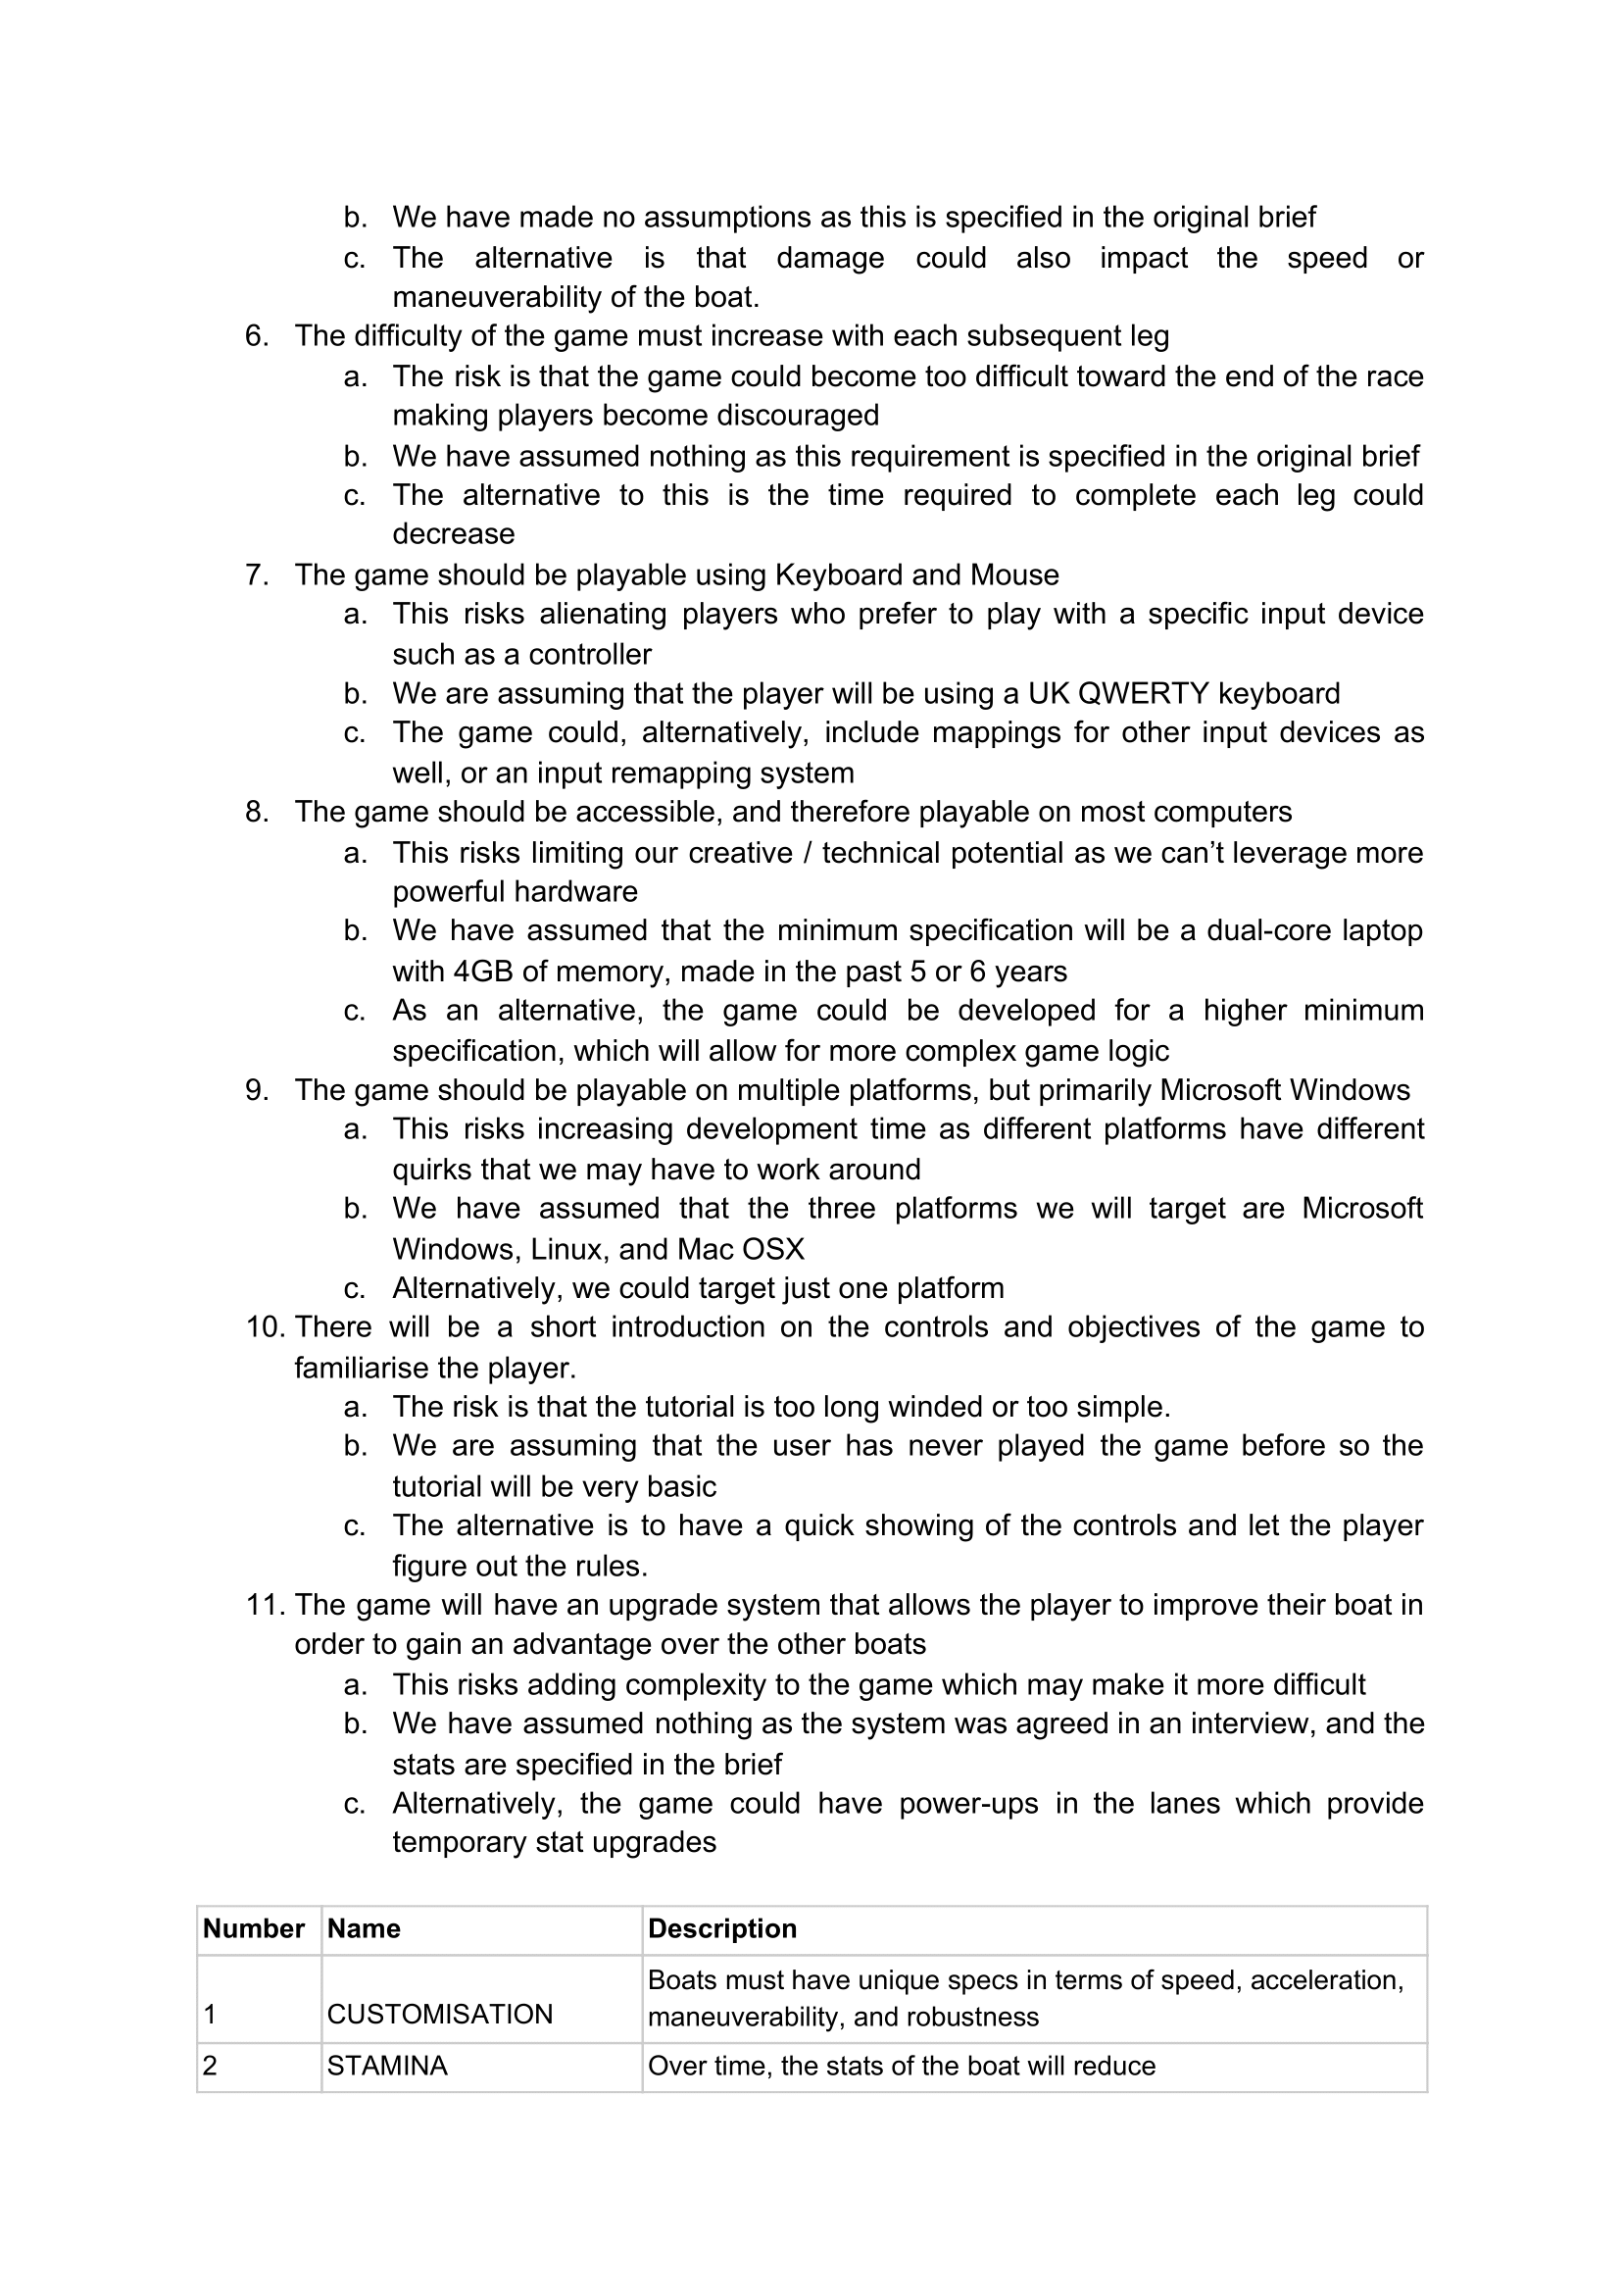 b. We have made no assumptions as this is specified in the original brief
c. The alternative is that damage could also impact the speed or
maneuverability of the boat.
6. The difficulty of the game must increase with each subsequent leg
a. The risk is that the game could become too difficult toward the end of the race
making players become discouraged
b. We have assumed nothing as this requirement is specified in the original brief
c. The alternative to this is the time required to complete each leg could
decrease
7. The game should be playable using Keyboard and Mouse
a. This risks alienating players who prefer to play with a specific input device
such as a controller
b. We are assuming that the player will be using a UK QWERTY keyboard
c. The game could, alternatively, include mappings for other input devices as
well, or an input remapping system
8. The game should be accessible, and therefore playable on most computers
a. This risks limiting our creative / technical potential as we can’t leverage more
powerful hardware
b. We have assumed that the minimum specification will be a dual-core laptop
with 4GB of memory, made in the past 5 or 6 years
c. As an alternative, the game could be developed for a higher minimum
specification, which will allow for more complex game logic
9. The game should be playable on multiple platforms, but primarily Microsoft Windows
a. This risks increasing development time as different platforms have different
quirks that we may have to work around
b. We have assumed that the three platforms we will target are Microsoft
Windows, Linux, and Mac OSX
c. Alternatively, we could target just one platform
10. There will be a short introduction on the controls and objectives of the game to
familiarise the player.
a. The risk is that the tutorial is too long winded or too simple.
b. We are assuming that the user has never played the game before so the
tutorial will be very basic
c. The alternative is to have a quick showing of the controls and let the player
figure out the rules.
11. The game will have an upgrade system that allows the player to improve their boat in
order to gain an advantage over the other boats
a. This risks adding complexity to the game which may make it more difficult
b. We have assumed nothing as the system was agreed in an interview, and the
stats are specified in the brief
c. Alternatively, the game could have power-ups in the lanes which provide
temporary stat upgrades
Number Name Description
1 CUSTOMISATION Boats must have unique specs in terms of speed, acceleration,
maneuverability, and robustness
2 STAMINA Over time, the stats of the boat will reduce